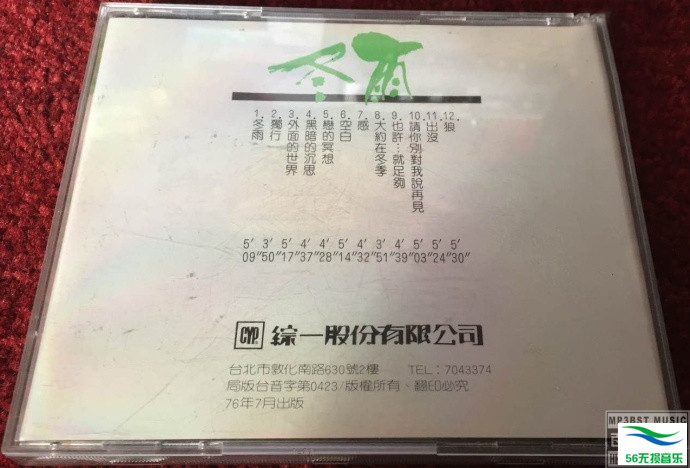 冬雨
1. 冬雨
2. 獨行
3. 外面的世界
4. 黑暗的沉思
5. 戀的冥想
6. 空白
7. 感
8. 大約在冬季
9. 也許…就足夠
10. 請你別對我說再見
11. 出沒
12. 狼
5'09"
3'50"
5'17"
4'37"
4'28"
5'14"
4'32"
3'51"
4'39"
5'03"
5'24"
5'30"
CYP. 綜一股份有限公司
台北市敦化南路630號2樓 TEL:7043374
局版台音字第0423/版權所有、翻印必究
76年7月出版
MP3BST MUSIC
56无损音乐